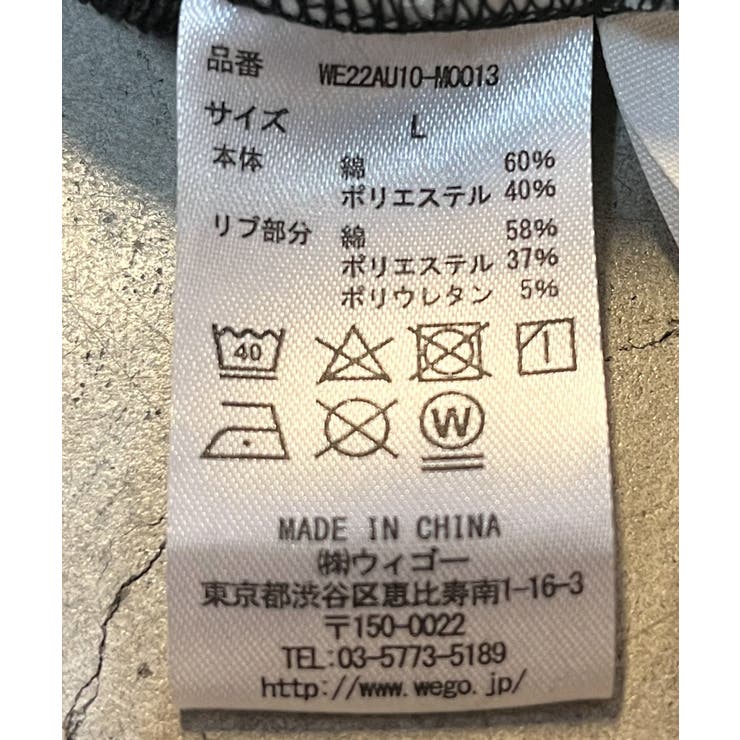 品番 WE22AU10-M0013
サイズ L
本体 綿 60%
ポリエステル 40%
リブ部分 綿 58%
ポリエステル 37%
ポリウレタン 5%
40
W
MADE IN CHINA
㈱ウィゴー
東京都渋谷区恵比寿南1-16-3
〒150-0022
TEL:03-5773-5189
http://www.wego.jp/